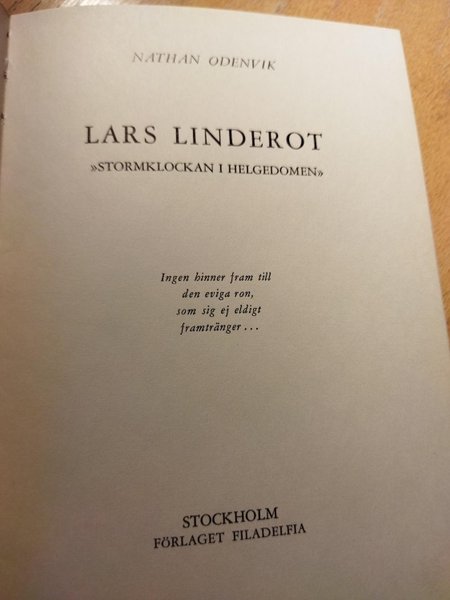 NATHAN ODENVIK
LARS LINDEROT
»STORMKLOCKAN I HELGEDOMEN»
Ingen hinner fram till
den eviga ron,
som sig ej eldigt
framtränger...
STOCKHOLM
FÖRLAGET FILADELFIA